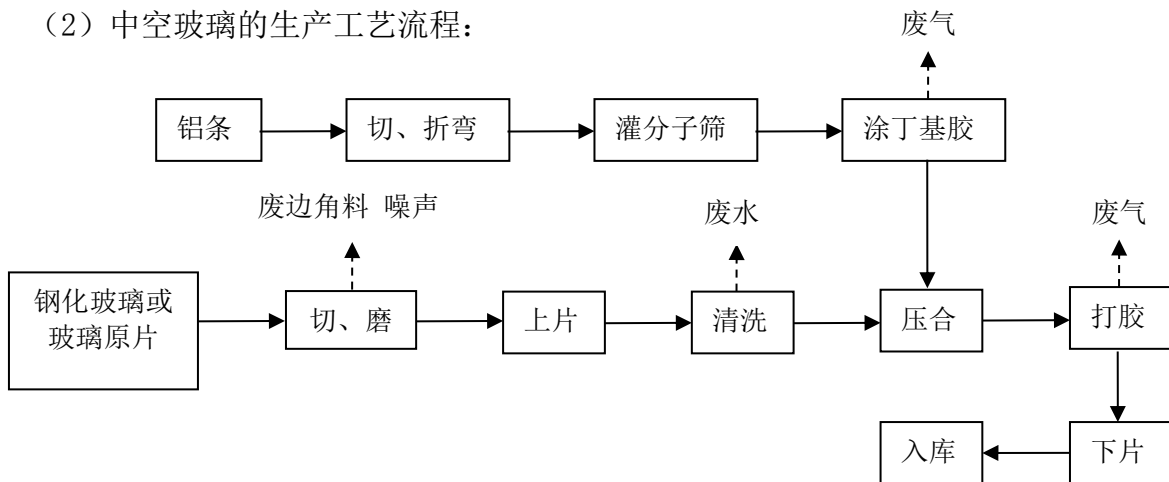 （2）中空玻璃的生产工艺流程：
废气
铝条
切、折弯
灌分子筛
涂丁基胶
废边角料 噪声
废水
废气
钢化玻璃或
玻璃原片
切、磨
上片
清洗
压合
打胶
入库
下片